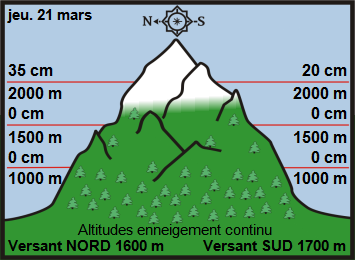 jeu. 21 mars
N S
35 cm 20 cm
2000 m 2000 m
0 cm 0 cm
1500 m 1500 m
0 cm 0 cm
1000 m 1000 m
Altitudes enneigement continu
Versant NORD 1600 m Versant SUD 1700 m